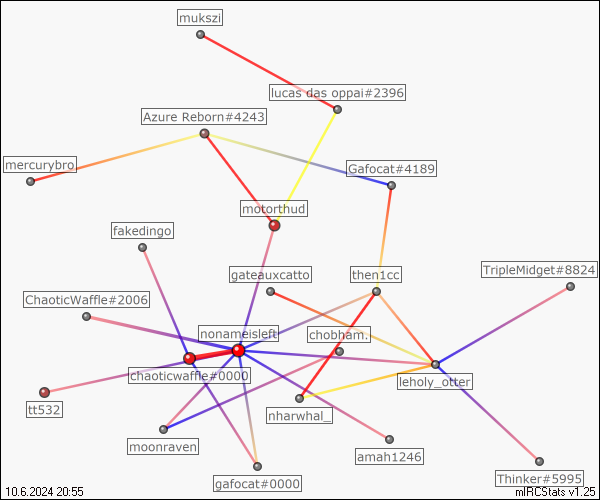 mukszi
lucas das oppai#2396
Azure Reborn#4243
mercurybro
Gafocat#4189
motorthud
fakedingo
gateauxcatto
then1cc
TripleMidget#8824
ChaoticWaffle#2006
nonameisleft
chobham.
chaoticwaffle#0000
leholy_otter
tt532
nharwhal_
moonraven
amah1246
gafocat#0000
Thinker#5995
10.6.2024 20:55
mIRCStats v1.25